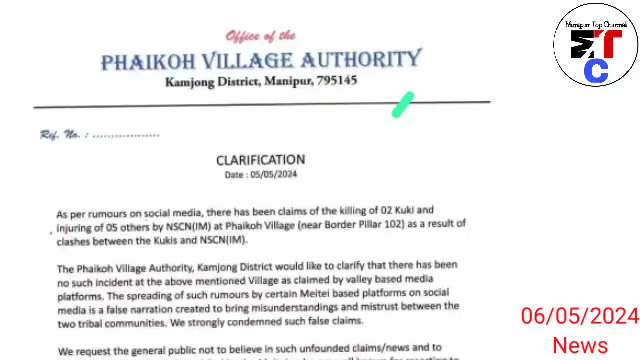 Office of the
PHAIKOH VILLAGE AUTHORITY
Kamjong District, Manipur, 795145
Ref. No. : ..................
CLARIFICATION
Date : 05/05/2024
As per rumours on social media, there has been claims of the killing of 02 Kuki and
injuring of 05 others by NSCN(IM) at Phaikoh Village (near Border Pillar 102) as a result of
clashes between the Kukis and NSCN(IM).
The Phaikoh Village Authority, Kamjong District would like to clarify that there has been
no such incident at the above mentioned Village as claimed by valley based media
platforms. The spreading of such rumours by certain Meitei based platforms on social
media is a false narration created to bring misunderstandings and mistrust between the
two tribal communities. We strongly condemned such false claims.
We request the general public not to believe in such unfounded claims/news and to
Manipur Top Channel
MTC
06/05/2024
News